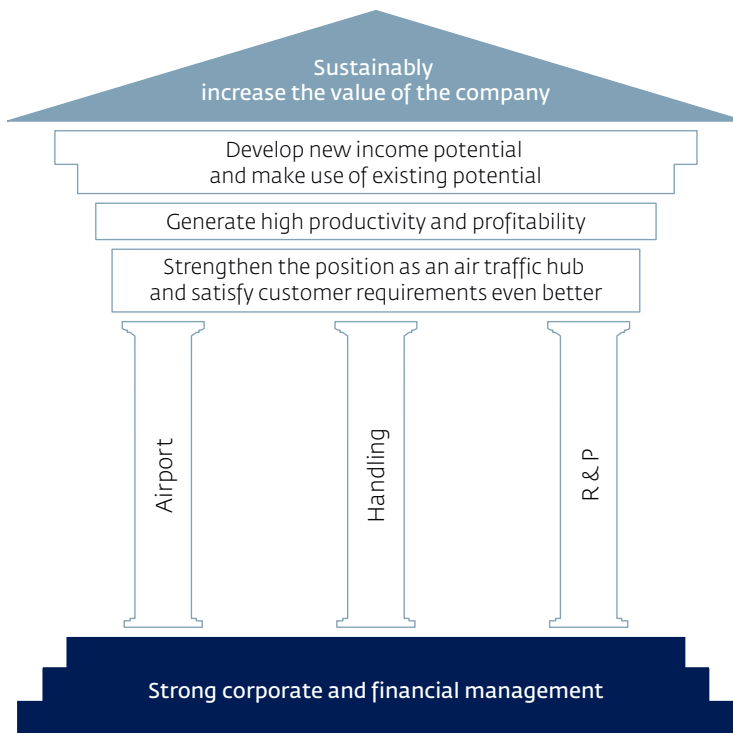 Sustainably
increase the value of the company
Develop new income potential
and make use of existing potential
Generate high productivity and profitability
Strengthen the position as an air traffic hub
and satisfy customer requirements even better
Airport
Handling
R & P
Strong corporate and financial management